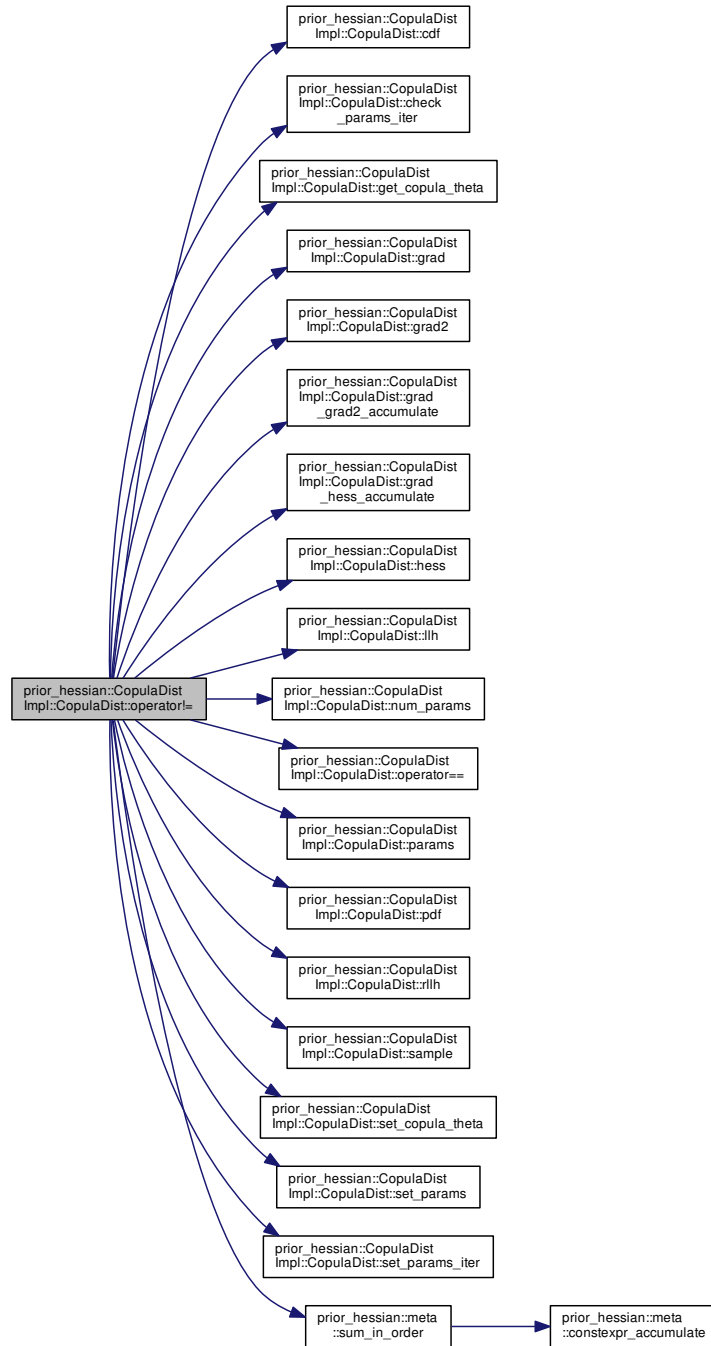 prior_hessian::CopulaDist
Impl::CopulaDist::cdf
prior_hessian::CopulaDist
Impl::CopulaDist::check
_params_iter
prior_hessian::CopulaDist
Impl::CopulaDist::get_copula_theta
prior_hessian::CopulaDist
Impl::CopulaDist::grad
prior_hessian::CopulaDist
Impl::CopulaDist::grad2
prior_hessian::CopulaDist
Impl::CopulaDist::grad
_grad2_accumulate
prior_hessian::CopulaDist
Impl::CopulaDist::grad
_hess_accumulate
prior_hessian::CopulaDist
Impl::CopulaDist::hess
prior_hessian::CopulaDist
Impl::CopulaDist::llh
prior_hessian::CopulaDist
Impl::CopulaDist::operator!=
prior_hessian::CopulaDist
Impl::CopulaDist::num_params
prior_hessian::CopulaDist
Impl::CopulaDist::operator==
prior_hessian::CopulaDist
Impl::CopulaDist::params
prior_hessian::CopulaDist
Impl::CopulaDist::pdf
prior_hessian::CopulaDist
Impl::CopulaDist::rllh
prior_hessian::CopulaDist
Impl::CopulaDist::sample
prior_hessian::CopulaDist
Impl::CopulaDist::set_copula_theta
prior_hessian::CopulaDist
Impl::CopulaDist::set_params
prior_hessian::CopulaDist
Impl::CopulaDist::set_params_iter
prior_hessian::meta
::sum_in_order
prior_hessian::meta
::constexpr_accumulate